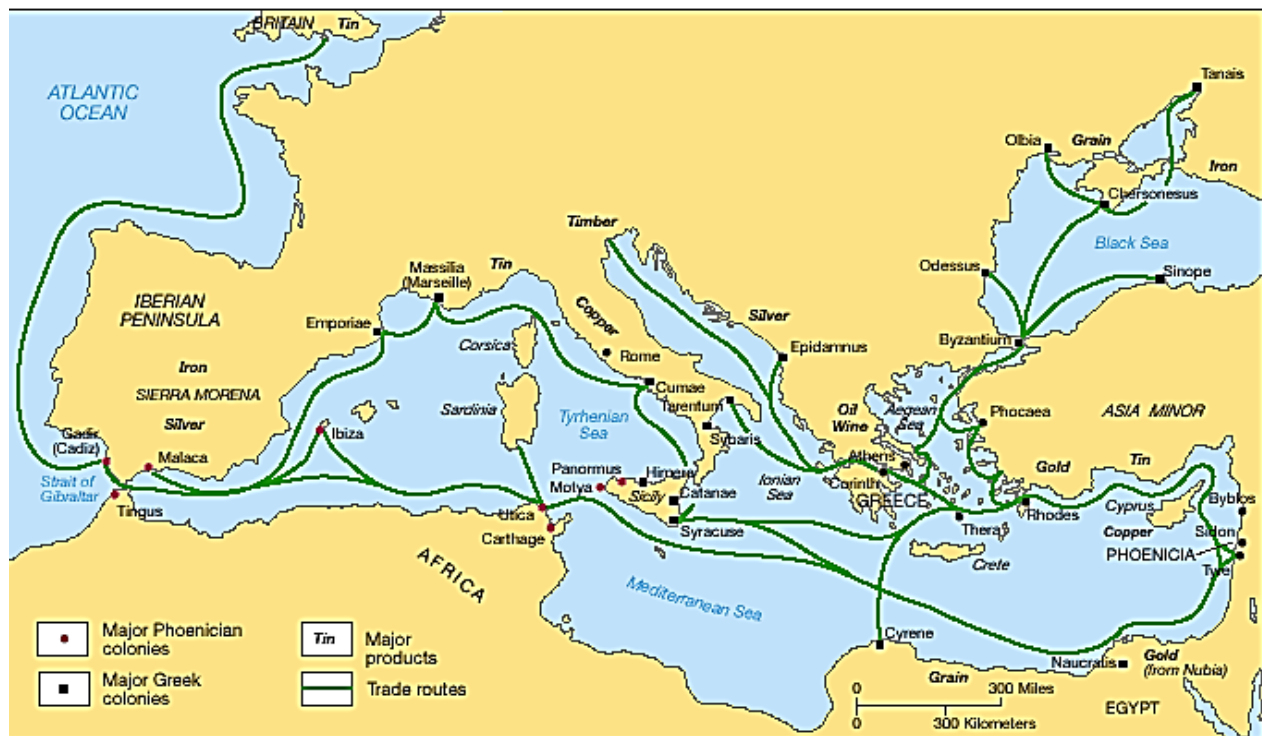 BRITAIN
Tin
ATLANTIC
OCEAN
Tanais
Olbia
Grain
Iron
Chersonesus
Black Sea
Timber
Odessus
Sinope
Massilia
(Marseille)
Tin
IBERIAN
PENINSULA
Emporiae
Copper
Silver
Byzantium
Corsica
Rome
Epidamnus
Iron
SIERRA MORENA
Cumae
Tarentum
Oil
Wine
Aegean
Sea
Phocaea
ASIA MINOR
Sardinia
Tyrrhenian
Sea
Silver
Gadir
(Cadiz)
Malaca
Ibiza
Sybaris
Athens
Strait of
Gibraltar
Panormus
Himera
Motya
Sicily
Ionian
Sea
Corinth
GREECE
Gold
Tin
Tingus
Utica
Catanae
Cyprus
Byblos
Carthage
Syracuse
Thera
Rhodes
Copper
Sidon
PHOENICIA
Crete
Tyre
AFRICA
Mediterranean Sea
Cyrene
Naucratis
Gold
(from Nubia)
Grain
EGYPT
Major Phoenician
colonies
Tin
Major
products
Major Greek
colonies
Trade routes
0
300 Miles
0
300 Kilometers